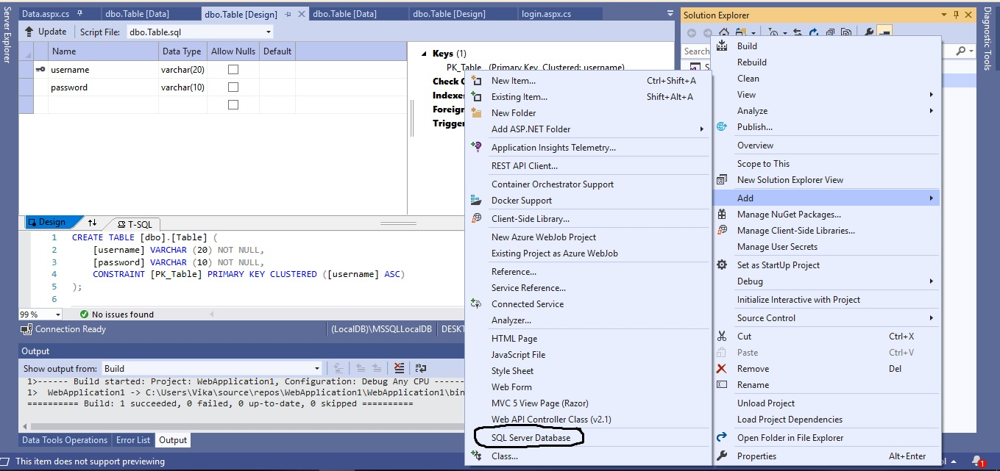 Server Explorer
Data.aspx.cs
dbo.Table [Data]
dbo.Table [Design]
dbo.Table [Data]
dbo.Table [Design]
login.aspx.cs
Update
Script File:
dbo.Table.sql
Name
Data Type
Allow Nulls
Default
username
varchar(20)
password
varchar(10)
Keys (1)
PK_Table (Primary Key, Clustered: username)
Check C
Indexe
Foreign
Trigger
Design
T-SQL
1 CREATE TABLE [dbo].[Table] (
2 [username] VARCHAR (20) NOT NULL,
3 [password] VARCHAR (10) NOT NULL,
4 CONSTRAINT [PK_Table] PRIMARY KEY CLUSTERED ([username] ASC)
5 );
6
99 %
No issues found
Connection Ready
(LocalDB)\MSSQLLocalDB
DESKT
Output
Show output from:
Build
1>------ Build started: Project: WebApplication1, Configuration: Debug Any CPU ------
1> WebApplication1 -> C:\Users\Vika\source\repos\WebApplication1\WebApplication1\bin
========== Build: 1 succeeded, 0 failed, 0 up-to-date, 0 skipped ==========
Data Tools Operations
Error List
Output
This item does not support previewing
New Item...
Ctrl+Shift+A
Existing Item...
Shift+Alt+A
New Folder
Add ASP.NET Folder
Application Insights Telemetry...
REST API Client...
Container Orchestrator Support
Docker Support
Client-Side Library...
New Azure WebJob Project
Existing Project as Azure WebJob
Reference...
Service Reference...
Connected Service
Analyzer...
HTML Page
JavaScript File
Style Sheet
Web Form
MVC 5 View Page (Razor)
Web API Controller Class (v2.1)
SQL Server Database
Class...
Solution Explorer
Search
S
Build
Rebuild
Clean
View
Analyze
Publish...
Overview
Scope to This
New Solution Explorer View
Add
Manage NuGet Packages...
Manage Client-Side Libraries...
Manage User Secrets
Set as StartUp Project
Debug
Initialize Interactive with Project
Source Control
Cut
Ctrl+X
Paste
Ctrl+V
Remove
Del
Rename
Unload Project
Load Project Dependencies
Open Folder in File Explorer
Properties
Alt+Enter
ol
1
Diagnostic Tools